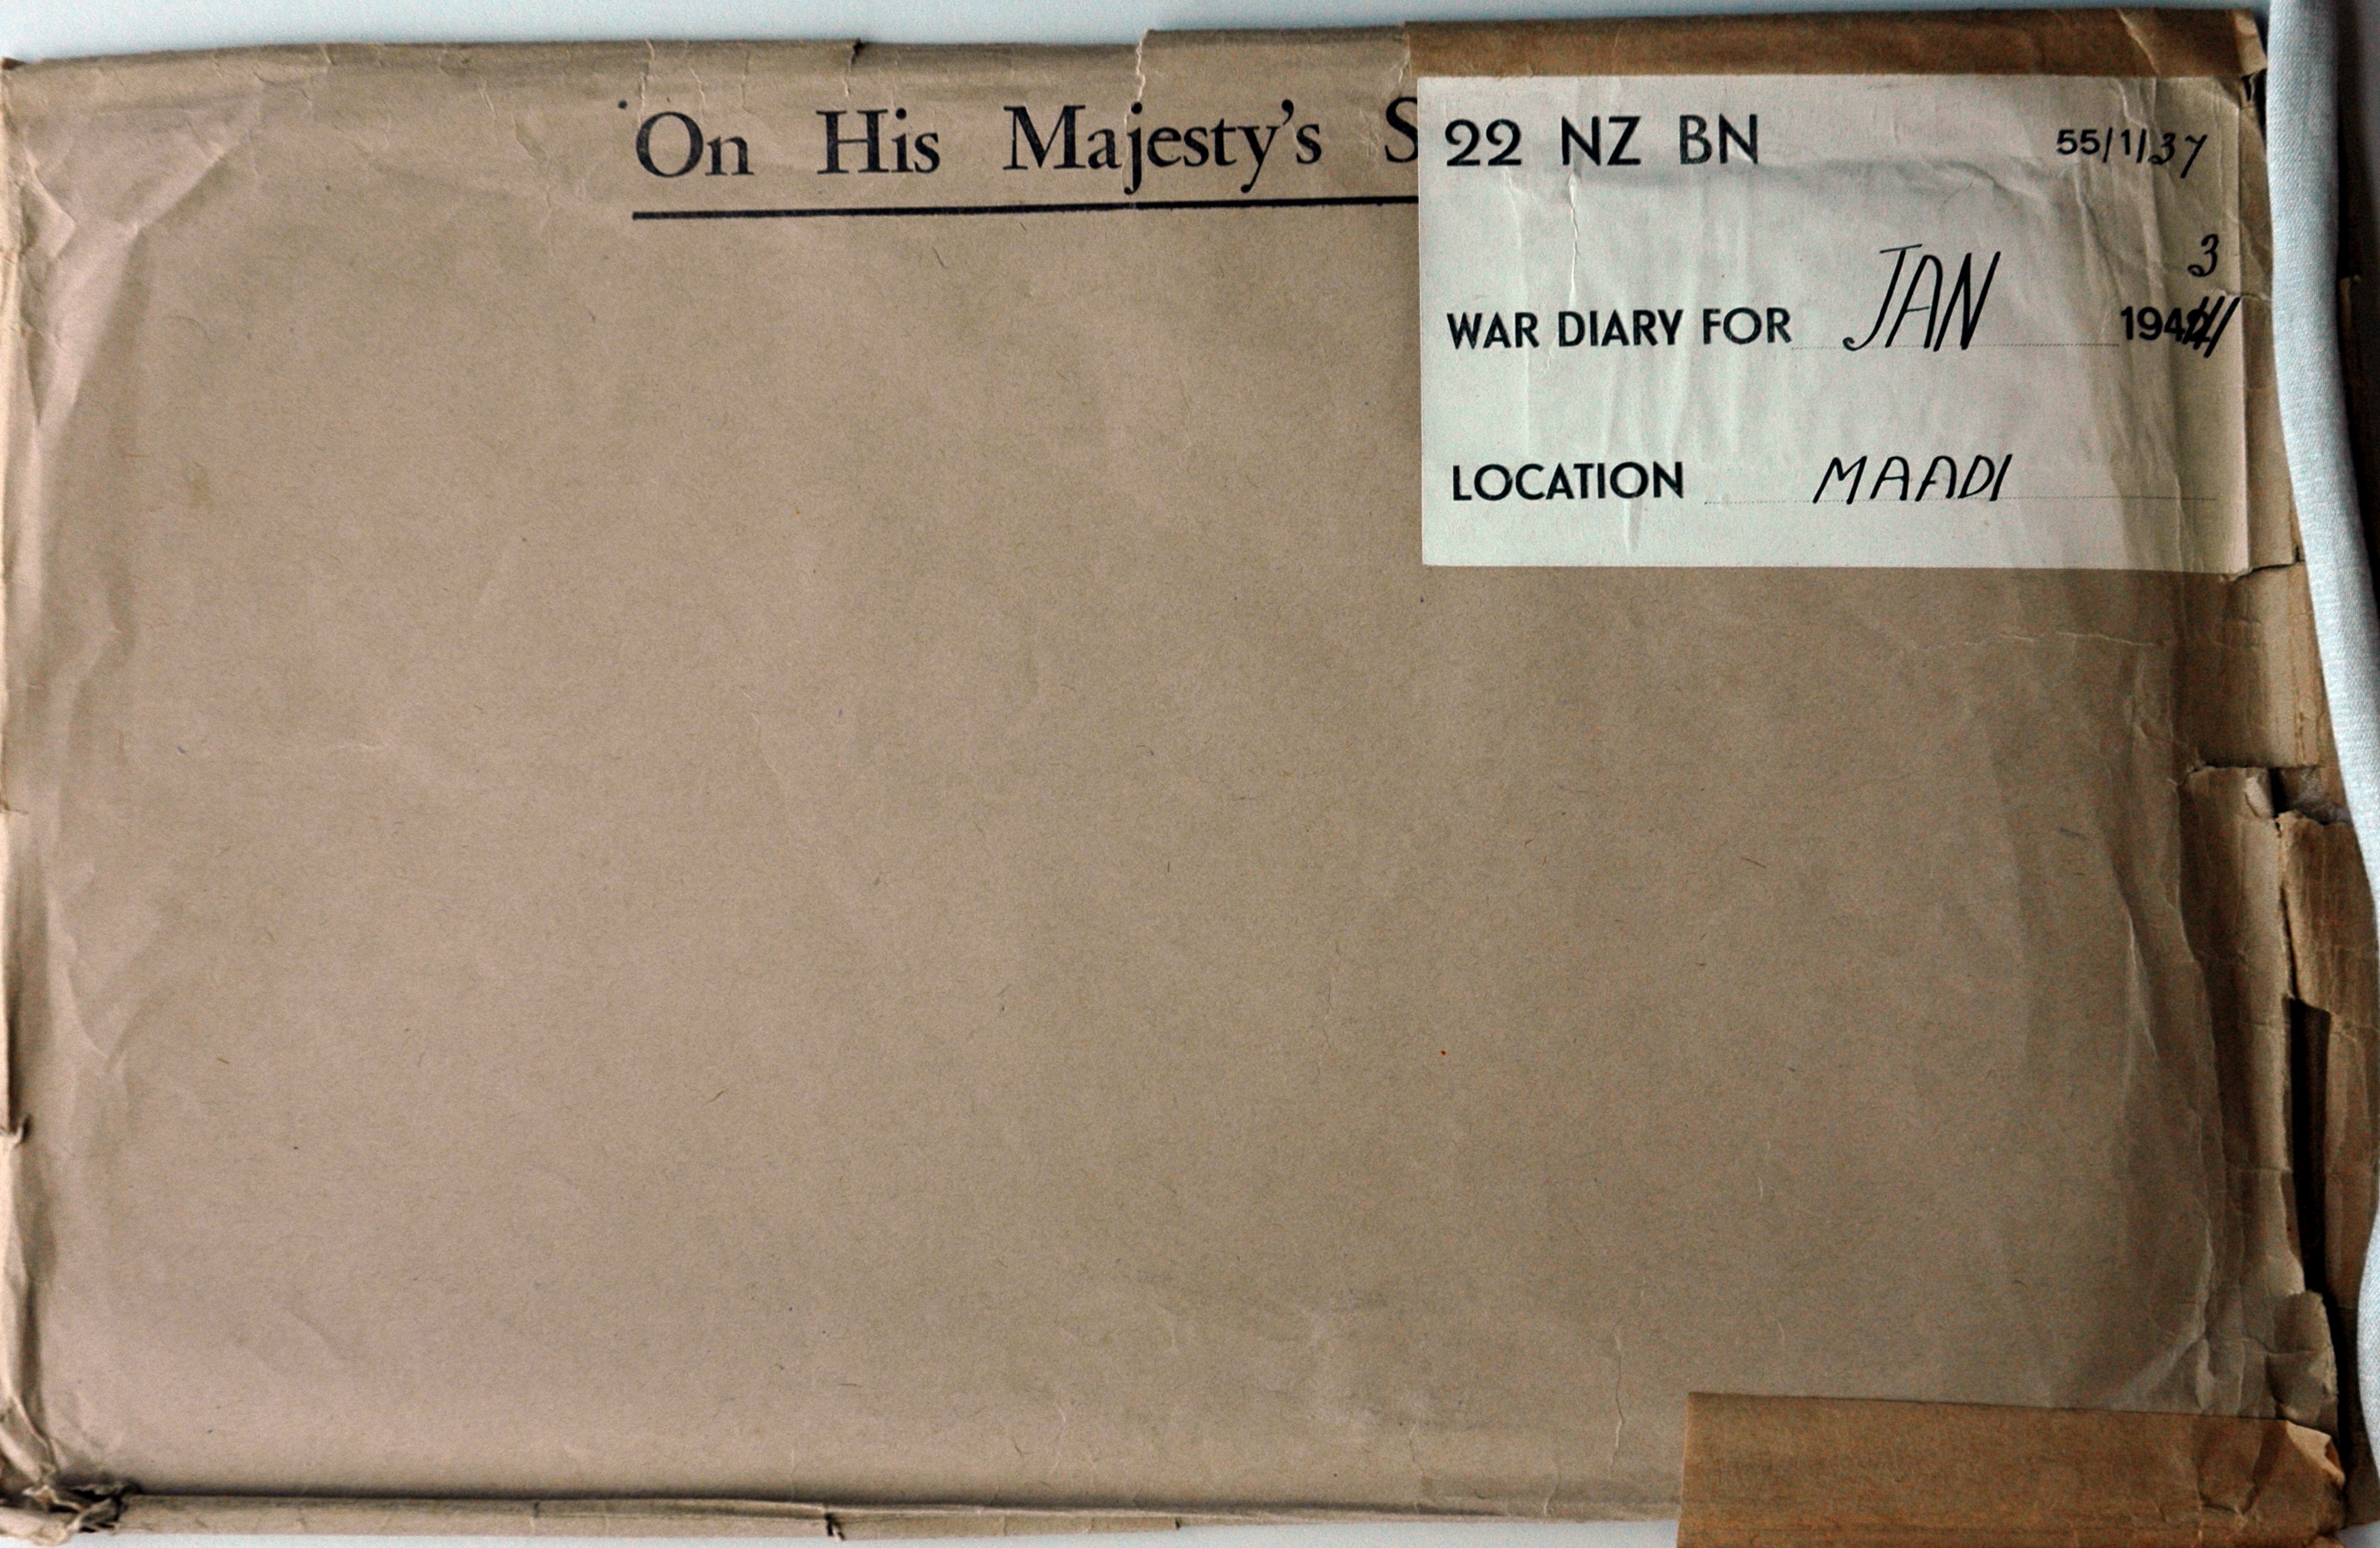 On His Majesty's S
22 NZ BN 55/1/37
3
WAR DIARY FOR JAN 194
LOCATION MAADI